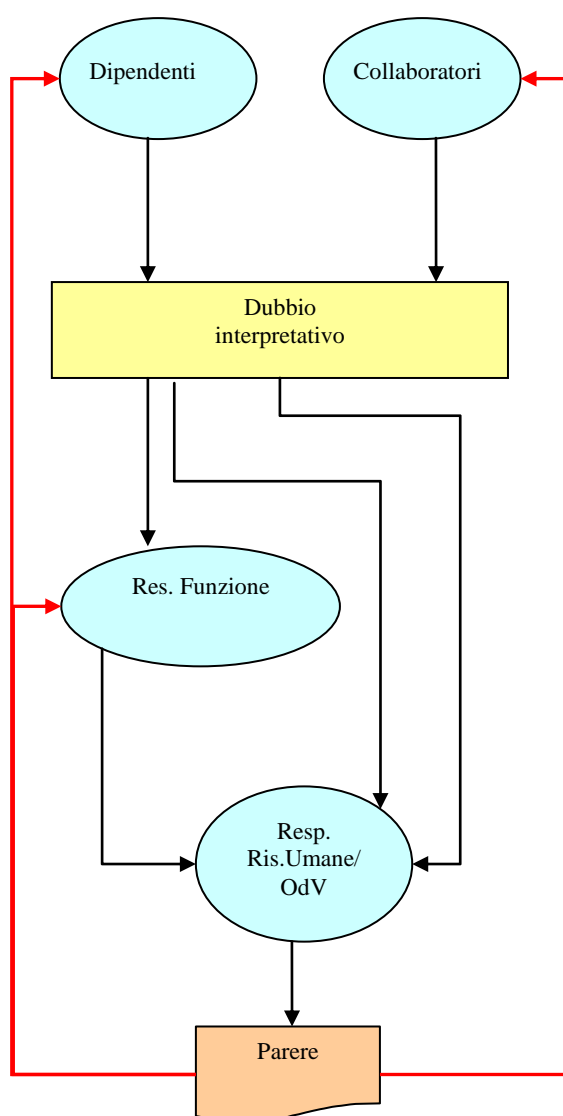 Dipendenti
Collaboratori
Dubbio
interpretativo
Res. Funzione
Resp.
Ris.Umane/
OdV
Parere